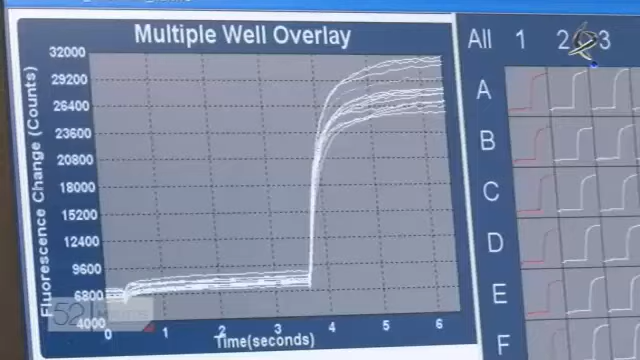 Multiple Well Overlay
Fluorescence Change (Counts)
32000
29200
26400
23600
20800
18000
15200
12400
9600
6800
4000
0 1 2 3 4 5 6
Time(seconds)
All 1 2 3
A
B
C
D
E
F
52